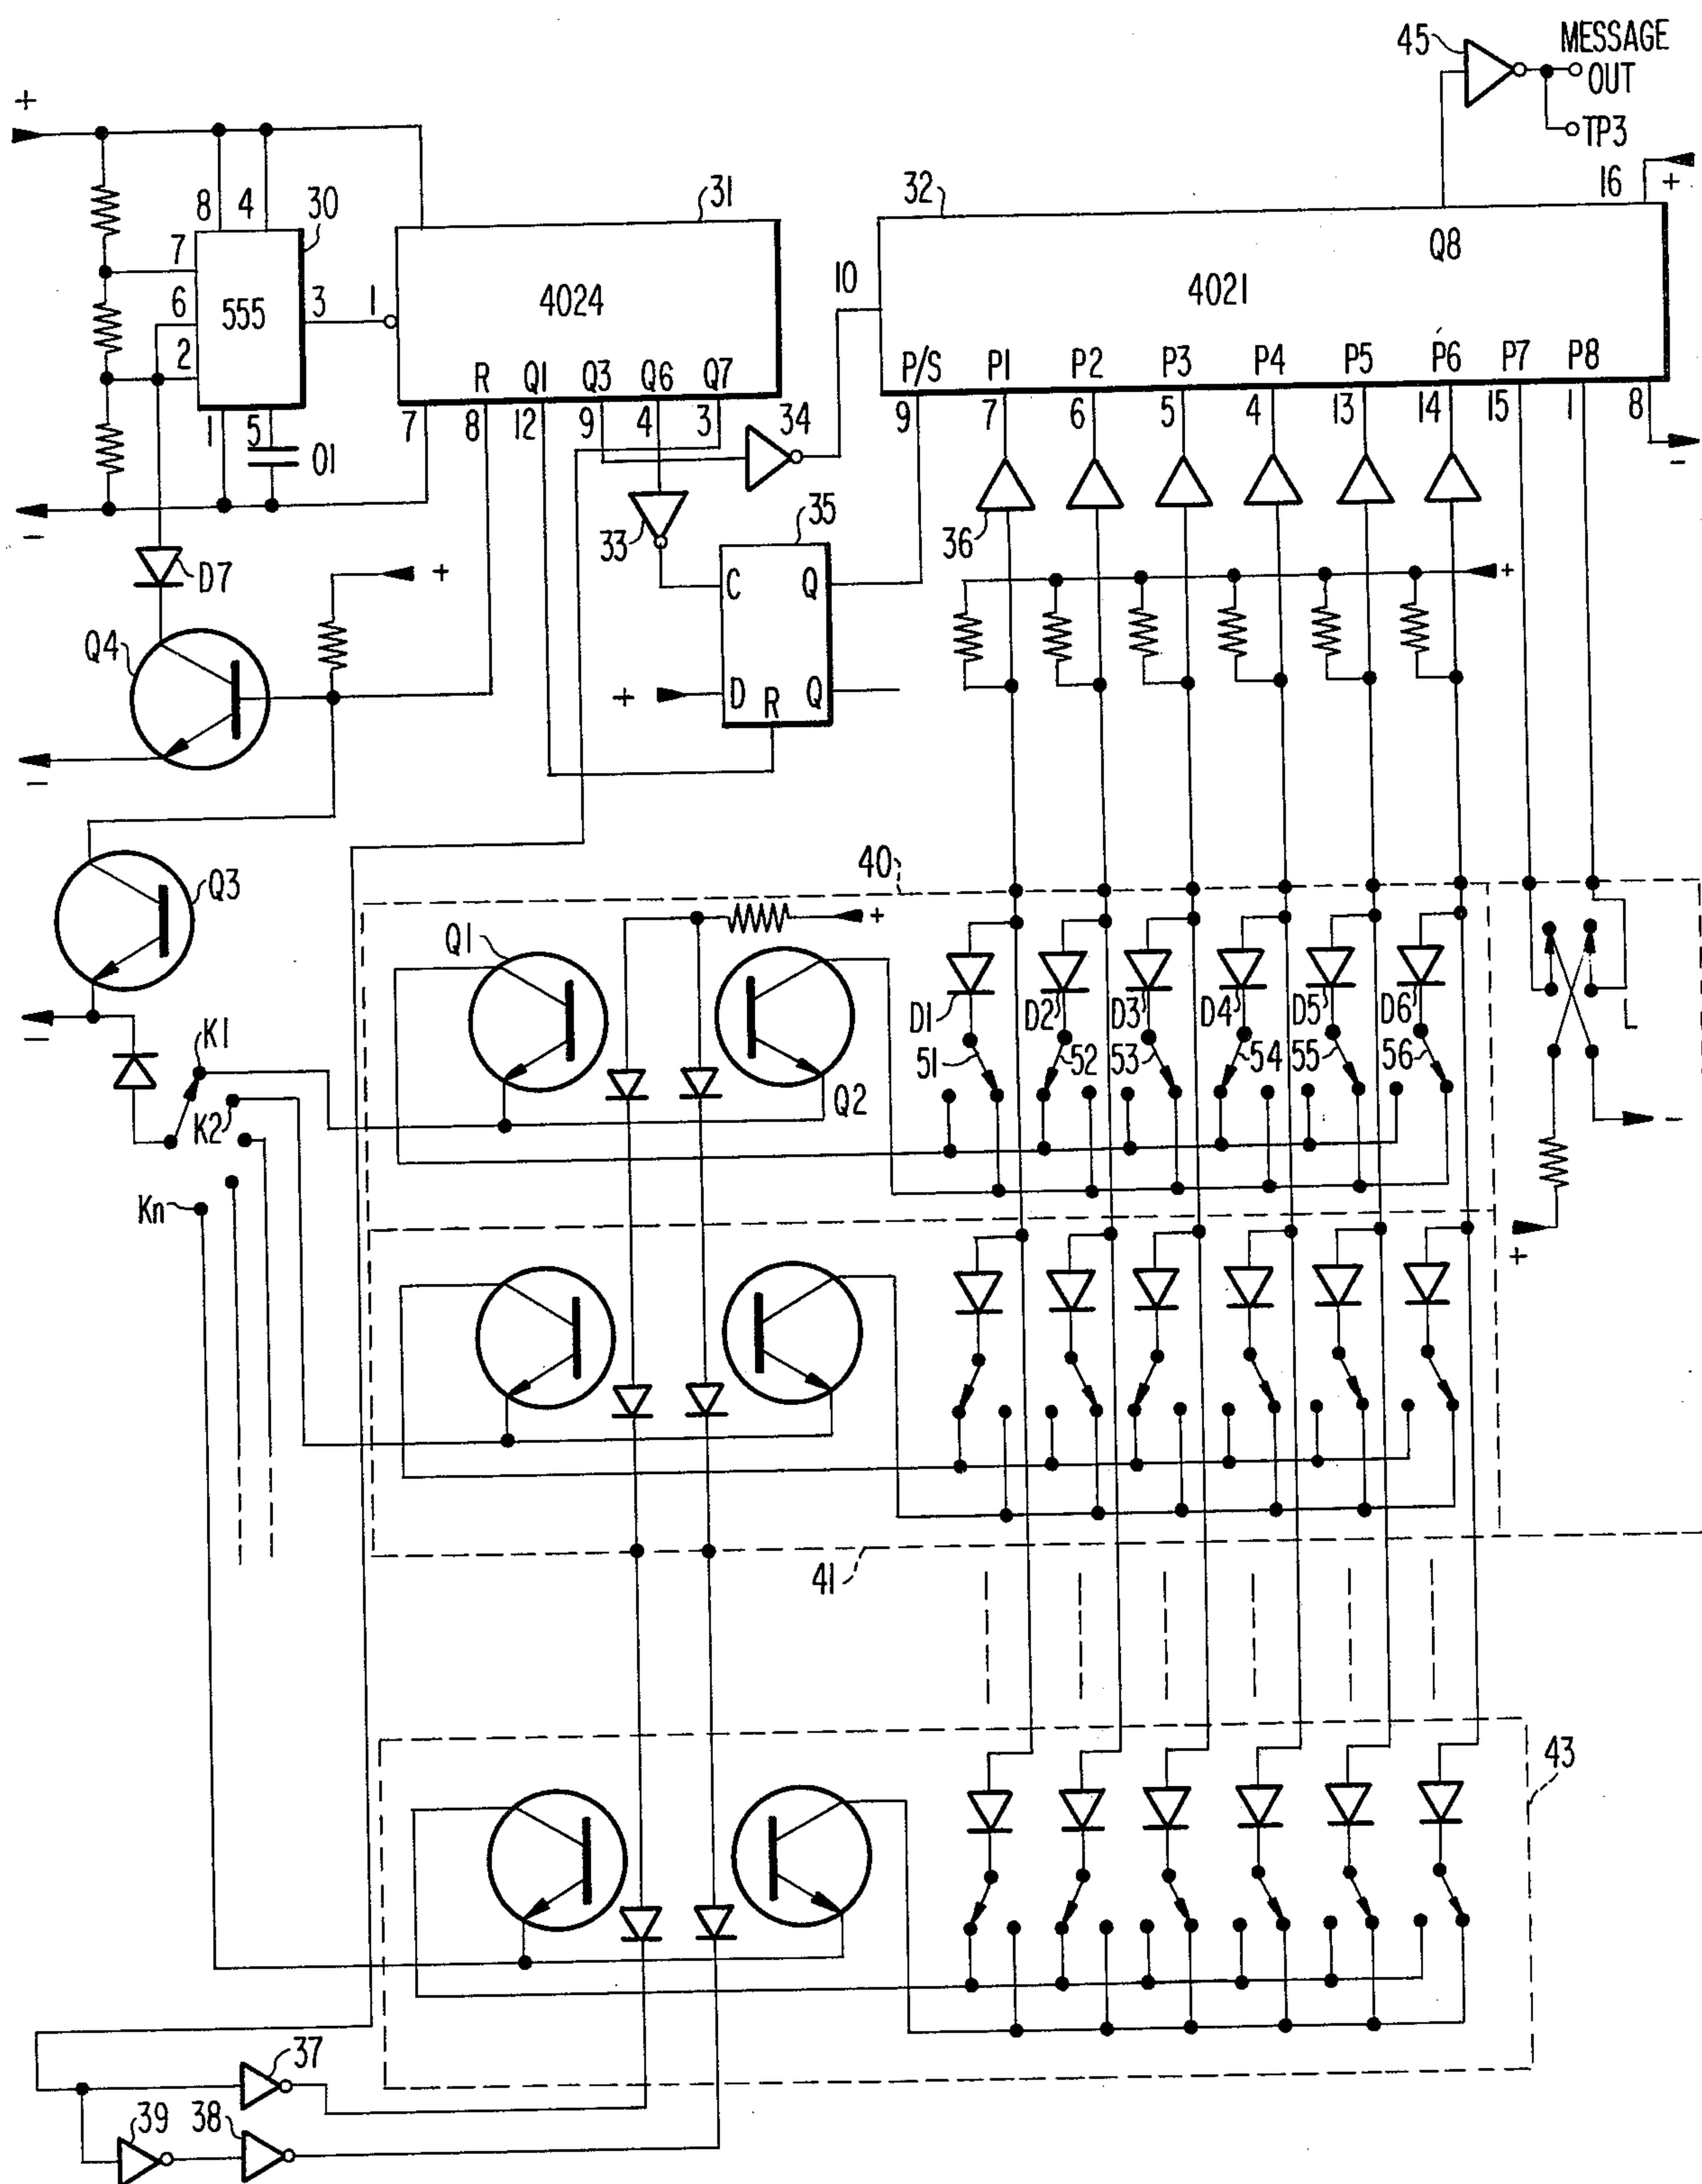 45
MESSAGE
OUT
TP3
+
16
+
8 4 30
31
32
7
6
2
555
3
1
4024
10
4021
Q8
R Q1 Q3 Q6 Q7
P/S P1 P2 P3 P4 P5 P6 P7 P8
1 5
01
7 8 12 9 4 3
34
9 7 6 5 4 13 14 15 1 8
-
-
33
35
36
D7
+
C Q
+
Q4
+
D R Q
-
40
Q3
Q1
+
-
K1
D1 D2 D3 D4 D5 D6
L
51 52 53 54 55 56
K2
Q2
-
Kn
+
41
43
37
39 38